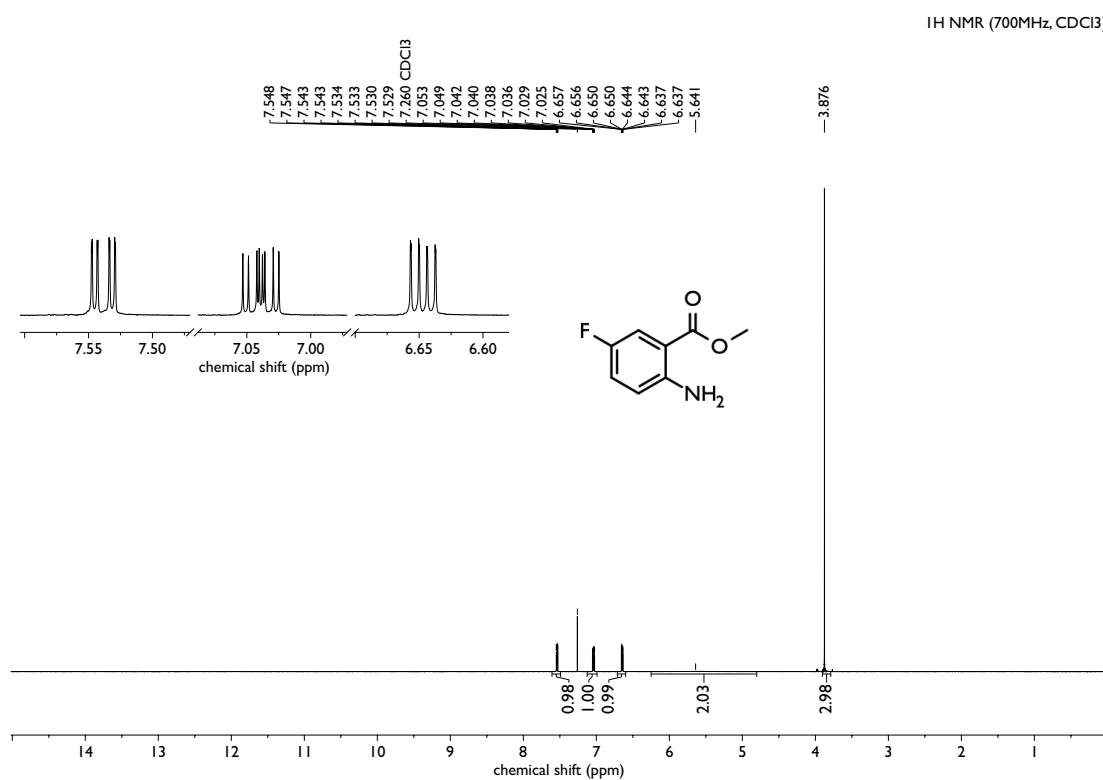 1H NMR (700MHz, CDCl3)
7.548
7.547
7.543
7.543
7.534
7.533
7.530
7.529
7.260 CDCl3
7.053
7.049
7.042
7.040
7.038
7.036
7.029
7.025
6.657
6.656
6.650
6.650
6.644
6.643
6.637
6.637
5.641
3.876
7.55 7.50 7.05 7.00 6.65 6.60
chemical shift (ppm)
O
F
O
NH2
0.98 1.00 0.99 2.03 2.98
14 13 12 11 10 9 8 7 6 5 4 3 2 1
chemical shift (ppm)